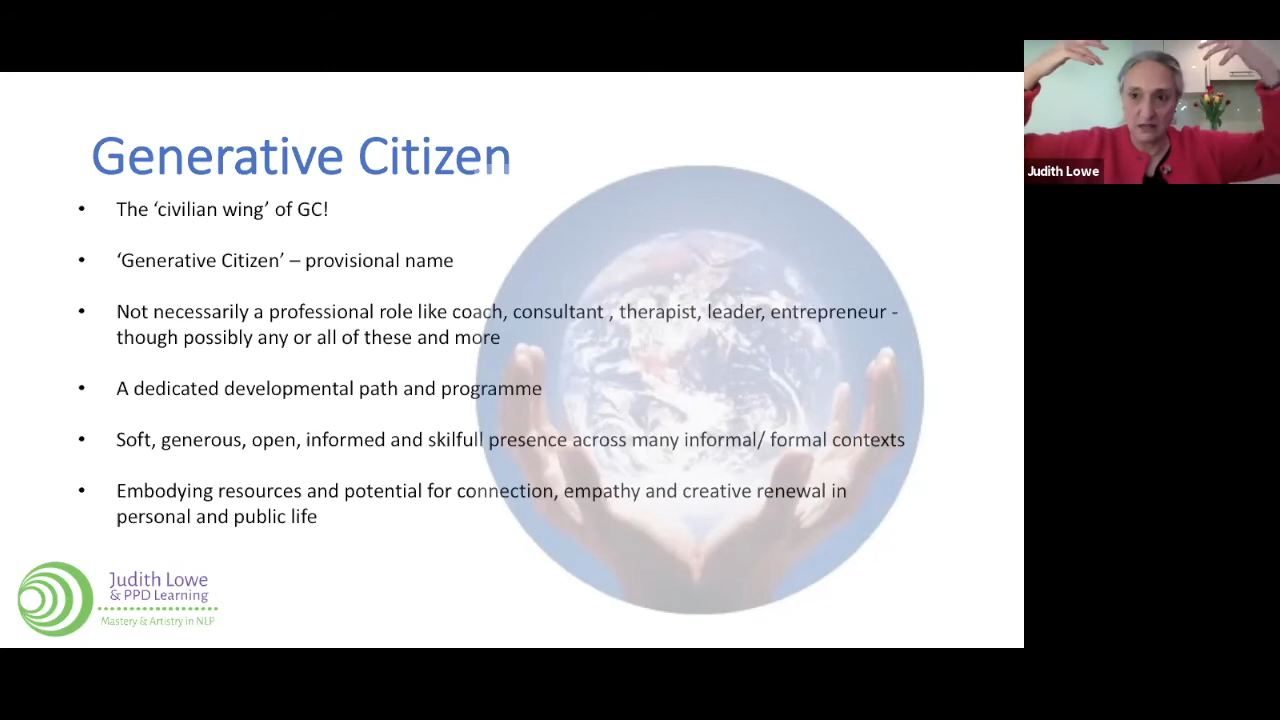 Generative Citizen
• The ‘civilian wing’ of GC!
• ‘Generative Citizen’ – provisional name
• Not necessarily a professional role like coach, consultant , therapist, leader, entrepreneur -
though possibly any or all of these and more
• A dedicated developmental path and programme
• Soft, generous, open, informed and skilfull presence across many informal/ formal contexts
• Embodying resources and potential for connection, empathy and creative renewal in
personal and public life
Judith Lowe
& PPD Learning
Mastery & Artistry in NLP
Judith Lowe